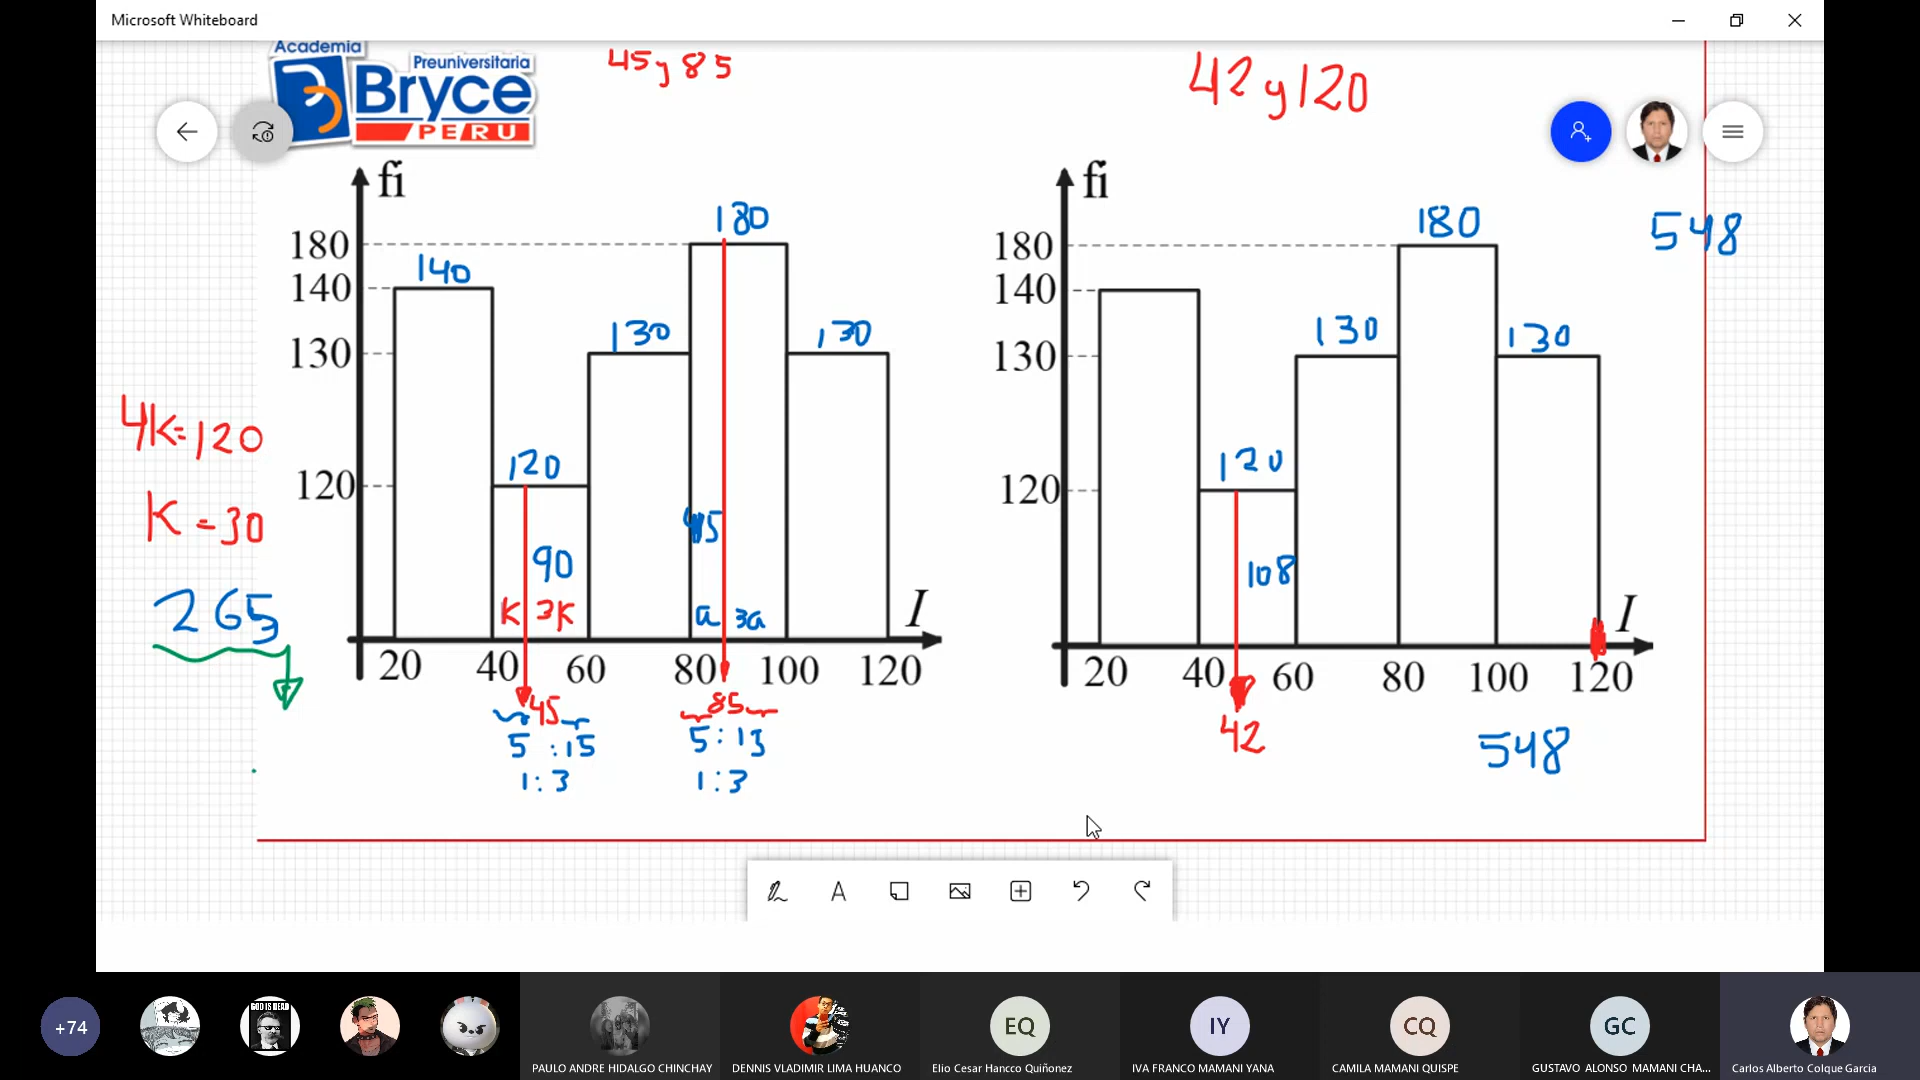 Microsoft Whiteboard
Academia
Preuniversitaria
Bryce
PERU
45 y 85
42 y 120
fi
180
140
130
120
140
120
130
180
130
90
45
K 3K
a 3a
I
20 40 60 80 100 120
45
85
5 : 15
5 : 13
1 : 3
1 : 3
4K=120
K = 30
265
fi
180
140
130
120
120
130
180
130
108
I
20 40 60 80 100 120
42
548
548
+74
GOD IS DEAD
EQ
IY
CQ
GC
PAULO ANDRE HIDALGO CHINCHAY
DENNIS VLADIMIR LIMA HUANCO
Elio Cesar Hancco Quiñonez
IVA FRANCO MAMANI YANA
CAMILA MAMANI QUISPE
GUSTAVO ALONSO MAMANI CHA...
Carlos Alberto Colque Garcia